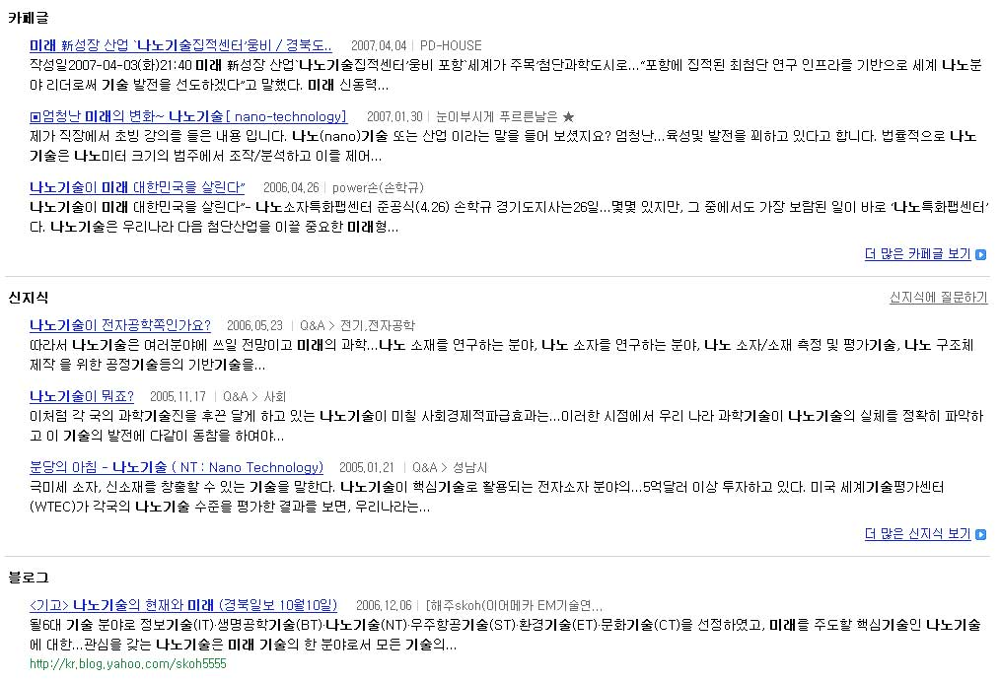 카페글
미래 新성장 산업 `나노기술집적센터'웅비 / 경북도.. 2007.04.04 | PD-HOUSE
작성일2007-04-03(화)21:40 미래 新성장 산업`나노기술집적센터'웅비 포항`세계가 주목'첨단과학도시로..."포항에 집적된 최첨단 연구 인프라를 기반으로 세계 나노분
야 리더로써 기술 발전을 선도하겠다"고 말했다. 미래 신동력...
▣엄청난 미래의 변화~ 나노기술[ nano-technology] 2007.01.30 | 눈이부시게 푸르른날은 ★
제가 직장에서 초빙 강의를 들은 내용 입니다. 나노(nano)기술 또는 산업 이라는 말을 들어 보셨지요? 엄청난...육성및 발전을 꾀하고 있다고 합니다. 법률적으로 나노
기술은 나노미터 크기의 범주에서 조작/분석하고 이를 제어...
나노기술이 미래 대한민국을 살린다" 2006.04.26 | power손(손학규)
나노기술이 미래 대한민국을 살린다"- 나노소자특화팹센터 준공식(4.26) 손학규 경기도지사는26일...몇몇 있지만, 그 중에서도 가장 보람된 일이 바로 '나노특화팹센터'
다. 나노기술은 우리나라 다음 첨단산업을 이끌 중요한 미래형...
더 많은 카페글 보기
신지식 신지식에 질문하기
나노기술이 전자공학쪽인가요? 2006.05.23 | Q&A > 전기,전자공학
따라서 나노기술은 여러분야에 쓰일 전망이고 미래의 과학...나노 소재를 연구하는 분야, 나노 소자를 연구하는 분야, 나노 소자/소재 측정 및 평가기술, 나노 구조체
제작 을 위한 공정기술등의 기반기술을...
나노기술이 뭐죠? 2005.11.17 | Q&A > 사회
이처럼 각 국의 과학기술진을 후끈 달게 하고 있는 나노기술이 미칠 사회경제적파급효과는...이러한 시점에서 우리 나라 과학기술이 나노기술의 실체를 정확히 파악하
고 이 기술의 발전에 다같이 동참을 하여야...
분당의 아침 - 나노기술 ( NT : Nano Technology) 2005.01.21 | Q&A > 성남시
극미세 소자, 신소재를 창출할 수 있는 기술을 말한다. 나노기술이 핵심기술로 활용되는 전자소자 분야의...5억달러 이상 투자하고 있다. 미국 세계기술평가센터
(WTEC)가 각국의 나노기술 수준을 평가한 결과를 보면, 우리나라는...
더 많은 신지식 보기
블로그
<기고> 나노기술의 현재와 미래 (경북일보 10월10일) 2006.12.06 | [해주skoh(이어메카 EM기술연...
될6대 기술 분야로 정보기술(IT)·생명공학기술(BT)·나노기술(NT)·우주항공기술(ST)·환경기술(ET)·문화기술(CT)을 선정하였고, 미래를 주도할 핵심기술인 나노기술
에 대한...관심을 갖는 나노기술은 미래 기술의 한 분야로서 모든 기술의...
http://kr.blog.yahoo.com/skoh5555